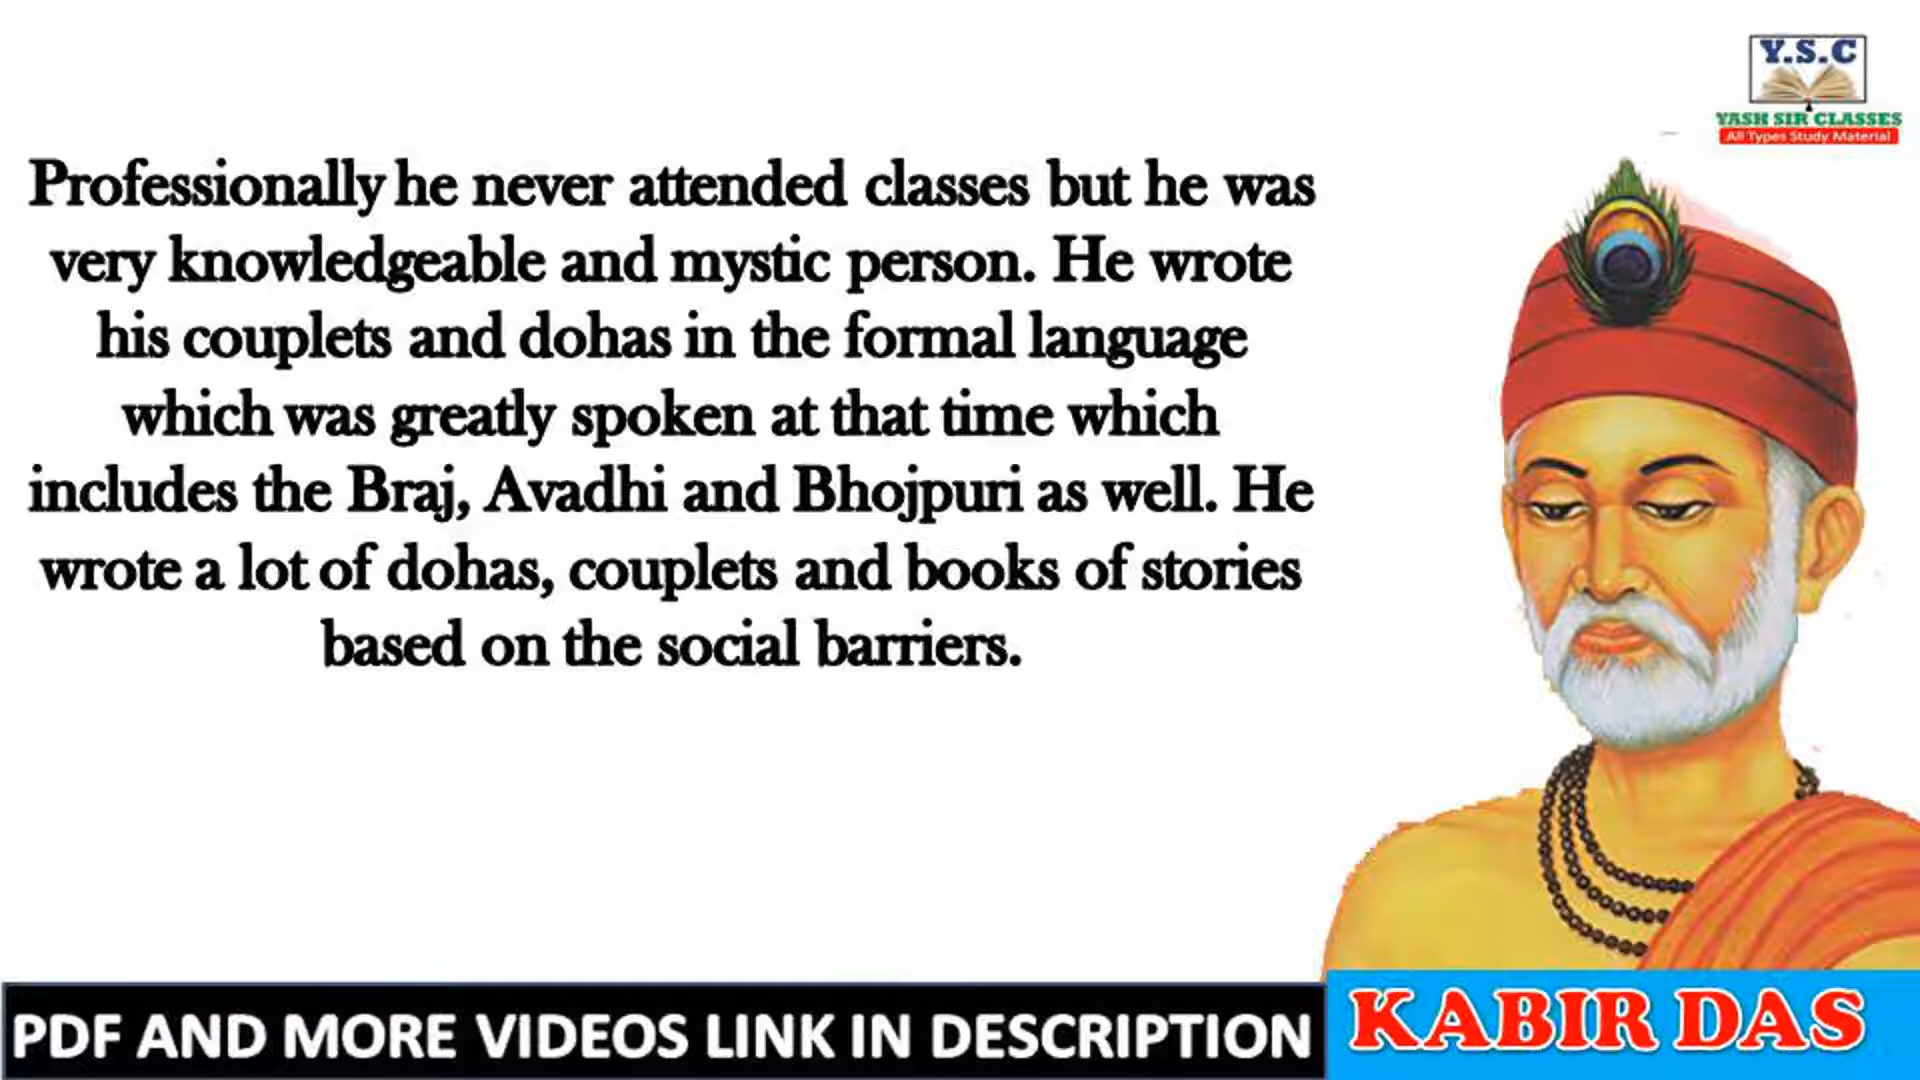 Y.S.C
YASH SIR CLASSES
All Types Study Material
Professionally he never attended classes but he was
very knowledgeable and mystic person. He wrote
his couplets and dohas in the formal language
which was greatly spoken at that time which
includes the Braj, Avadhi and Bhojpuri as well. He
wrote a lot of dohas, couplets and books of stories
based on the social barriers.
PDF AND MORE VIDEOS LINK IN DESCRIPTION
KABIR DAS